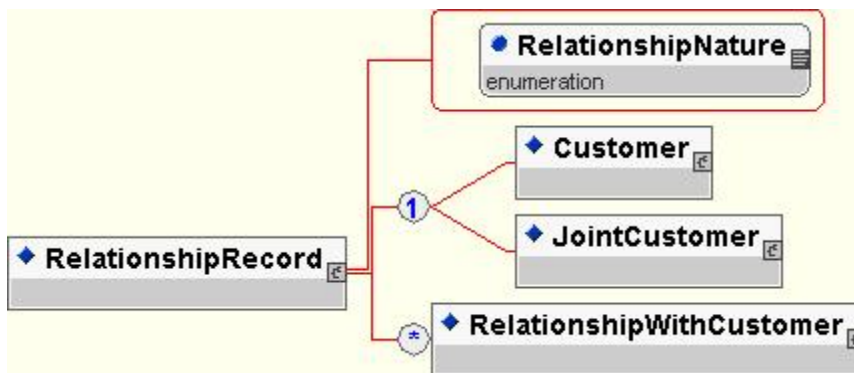 RelationshipNature
enumeration
Customer
1
JointCustomer
RelationshipRecord
*
RelationshipWithCustomer